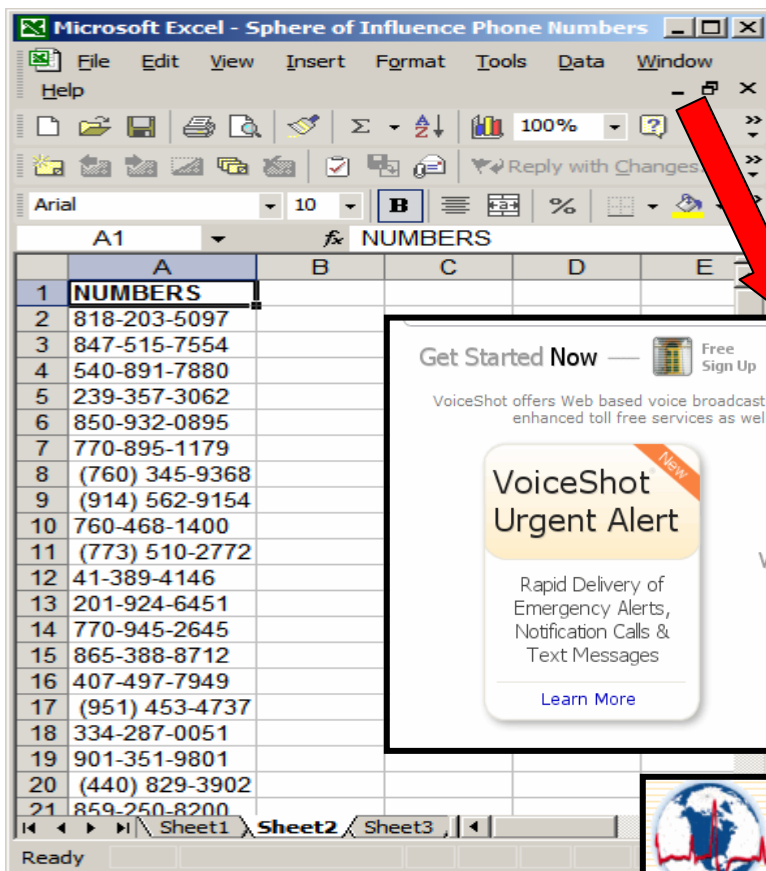 Microsoft Excel - Sphere of Influence Phone Numbers
File Edit View Insert Format Tools Data Window
Help
100%
Reply with Changes
Arial 10 B %
A1 fx NUMBERS
A B C D E
1 NUMBERS
2 818-203-5097
3 847-515-7554
4 540-891-7880
5 239-357-3062
6 850-932-0895
7 770-895-1179
8 (760) 345-9368
9 (914) 562-9154
10 760-468-1400
11 (773) 510-2772
12 41-389-4146
13 201-924-6451
14 770-945-2645
15 865-388-8712
16 407-497-7949
17 (951) 453-4737
18 334-287-0051
19 901-351-9801
20 (440) 829-3902
21 859-250-8200
Sheet1 Sheet2 Sheet3
Ready
Get Started Now — Free
Sign Up
VoiceShot offers Web based voice broadcast
enhanced toll free services as wel
New
VoiceShot
Urgent Alert
Rapid Delivery of
Emergency Alerts,
Notification Calls &
Text Messages
Learn More